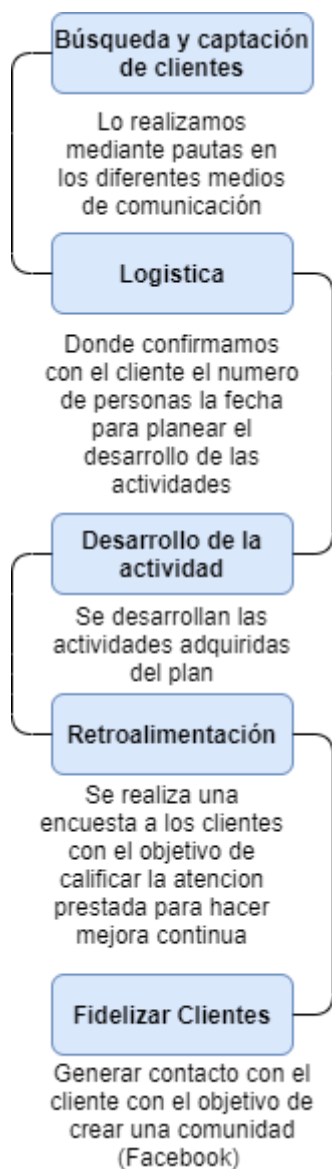 Búsqueda y captación
de clientes
Lo realizamos
mediante pautas en
los diferentes medios
de comunicación
Logistica
Donde confirmamos
con el cliente el numero
de personas la fecha
para planear el
desarrollo de las
actividades
Desarrollo de la
actividad
Se desarrollan las
actividades adquiridas
del plan
Retroalimentación
Se realiza una
encuesta a los clientes
con el objetivo de
calificar la atencion
prestada para hacer
mejora continua
Fidelizar Clientes
Generar contacto con el
cliente con el objetivo de
crear una comunidad
(Facebook)